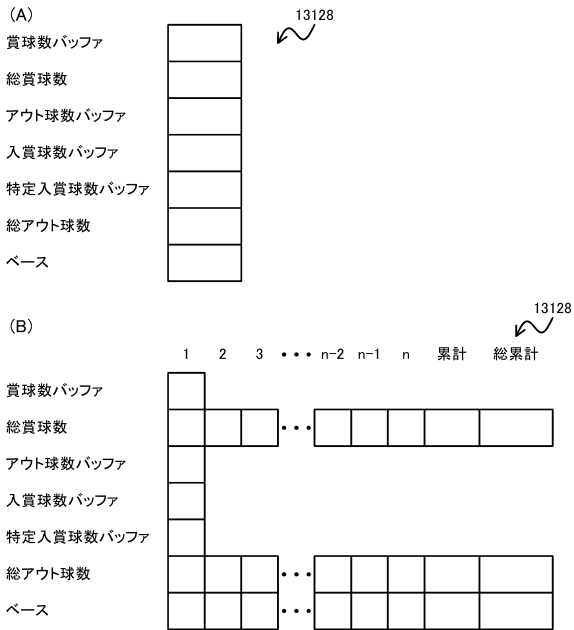 (A)
13128
賞球数バッファ
総賞球数
アウト球数バッファ
入賞球数バッファ
特定入賞球数バッファ
総アウト球数
ベース
(B)
13128
1 2 3 ・・・ n-2 n-1 n 累計 総累計
賞球数バッファ
総賞球数 ・・・
アウト球数バッファ
入賞球数バッファ
特定入賞球数バッファ
総アウト球数 ・・・
ベース ・・・